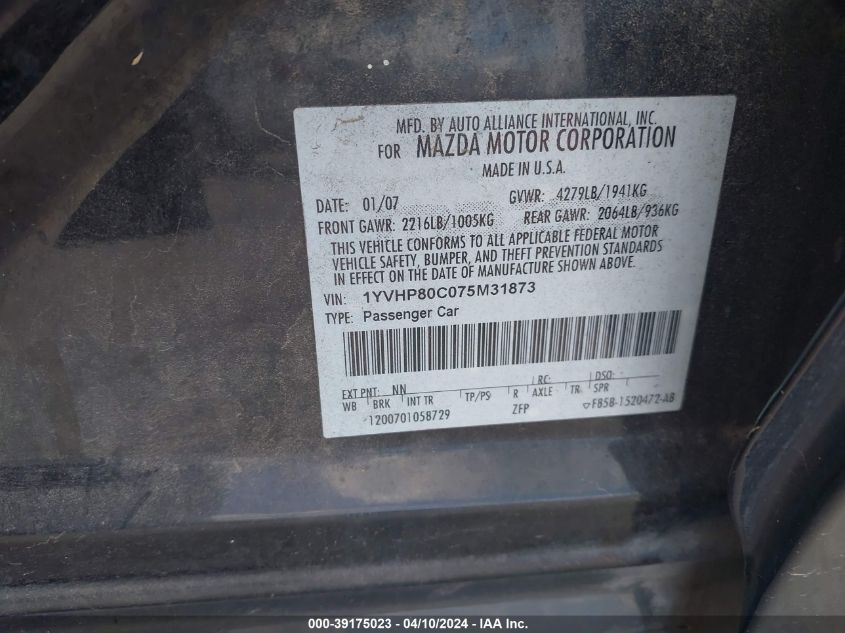 MFD. BY AUTO ALLIANCE INTERNATIONAL, INC.
FOR MAZDA MOTOR CORPORATION
MADE IN U.S.A.
DATE: 01/07 GVWR: 4279LB/1941KG
FRONT GAWR: 2216LB/1005KG REAR GAWR: 2064LB/936KG
THIS VEHICLE CONFORMS TO ALL APPLICABLE FEDERAL MOTOR
VEHICLE SAFETY, BUMPER, AND THEFT PREVENTION STANDARDS
IN EFFECT ON THE DATE OF MANUFACTURE SHOWN ABOVE.
VIN: 1YVHP80C075M31873
TYPE: Passenger Car
EXT PNT: NN RC: DSO:
WB BRK INT TR TP/PS R AXLE TR SPR
1200701058729 ZFP F85B-1520472-AB
000-39175023 - 04/10/2024 - IAA Inc.